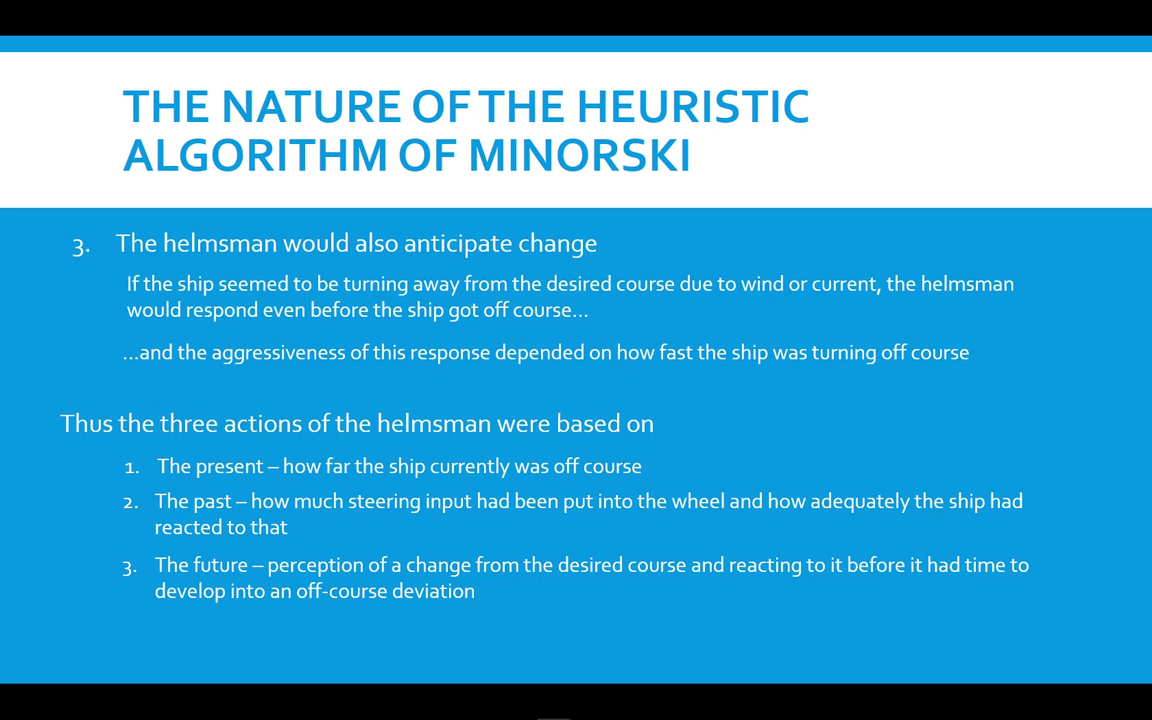 THE NATURE OF THE HEURISTIC
ALGORITHM OF MINORSKI
3. The helmsman would also anticipate change
If the ship seemed to be turning away from the desired course due to wind or current, the helmsman
would respond even before the ship got off course…
…and the aggressiveness of this response depended on how fast the ship was turning off course
Thus the three actions of the helmsman were based on
1. The present – how far the ship currently was off course
2. The past – how much steering input had been put into the wheel and how adequately the ship had
reacted to that
3. The future – perception of a change from the desired course and reacting to it before it had time to
develop into an off-course deviation